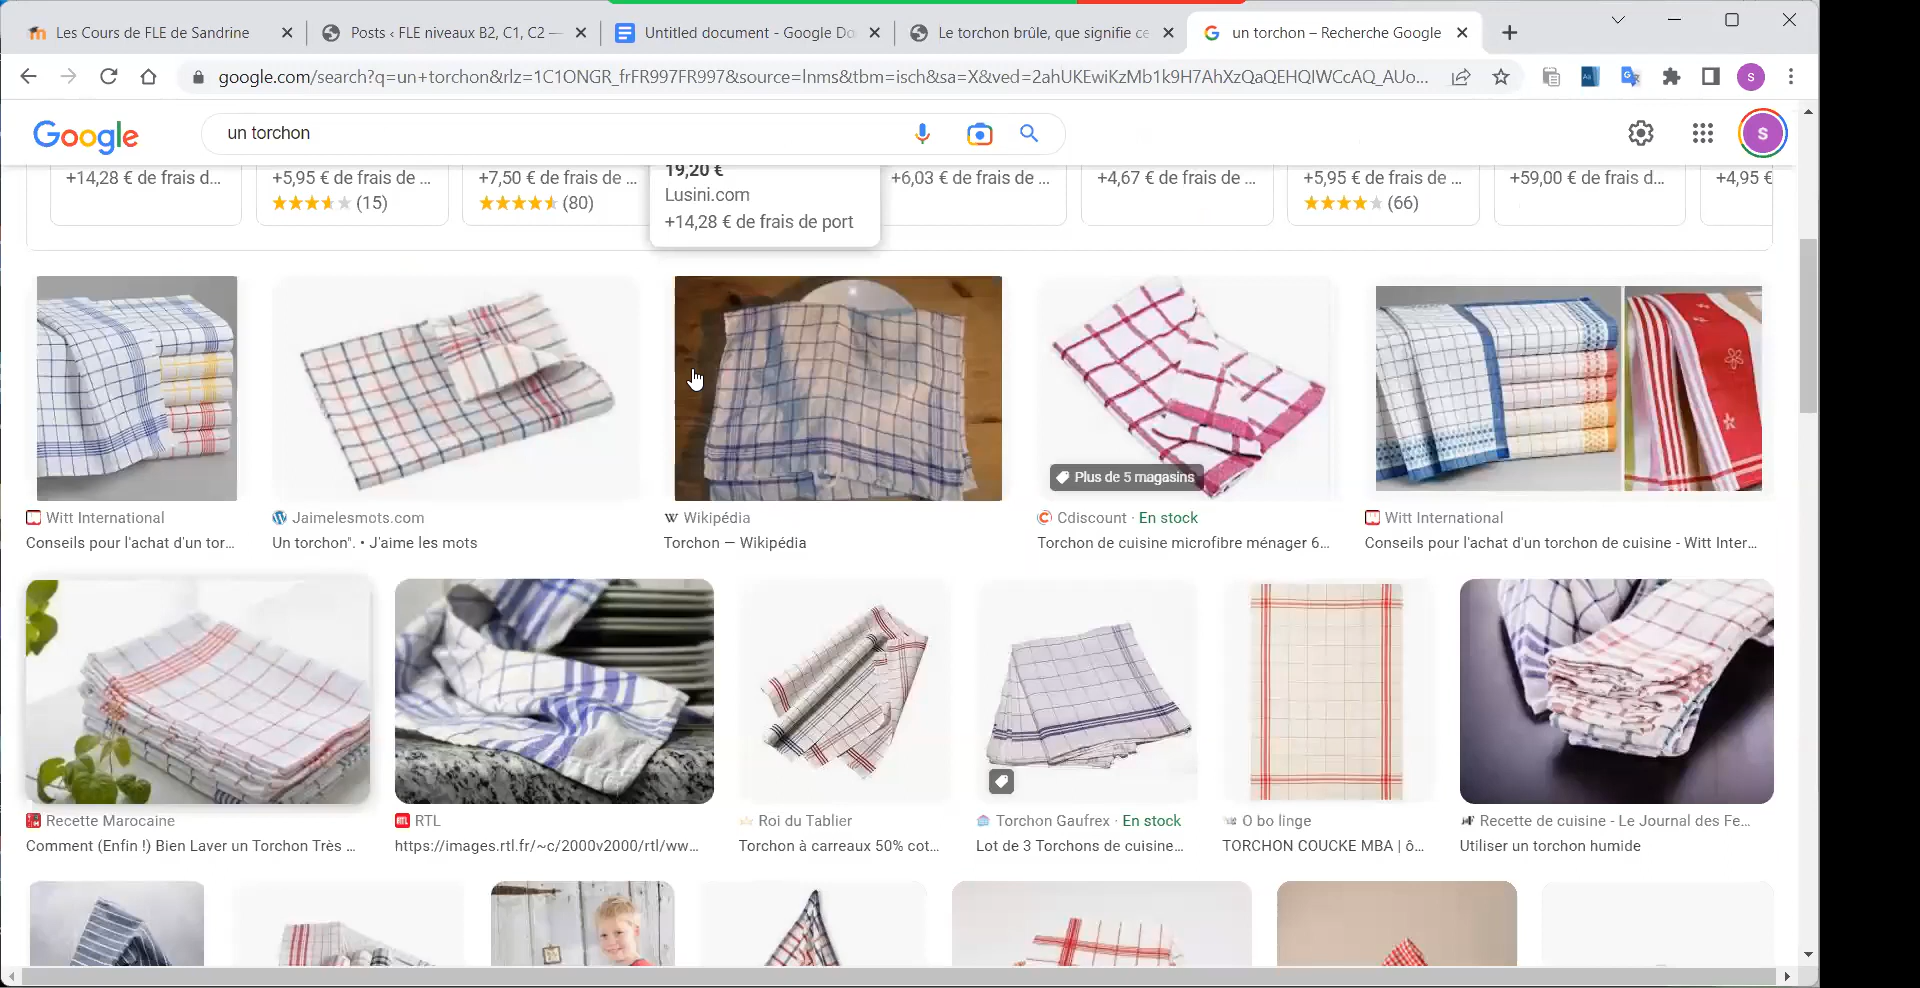 Les Cours de FLE de Sandrine
Posts ‹ FLE niveaux B2, C1, C2 —
Untitled document - Google Do
Le torchon brûle, que signifie ce
un torchon – Recherche Google
google.com/search?q=un+torchon&rlz=1C1ONGR_frFR997FR997&source=lnms&tbm=isch&sa=X&ved=2ahUKEwiKzMb1k9H7AhXzQaQEHQIWCcAQ_AUo...
S
Google
un torchon
S
+14,28 € de frais d...
+5,95 € de frais de ...
(15)
+7,50 € de frais de ...
(80)
19,20 €
Lusini.com
+14,28 € de frais de port
+6,03 € de frais de ...
+4,67 € de frais de ...
+5,95 € de frais de ...
(66)
+59,00 € de frais d...
+4,95 €
Plus de 5 magasins
Witt International
Conseils pour l'achat d'un tor...
Jaimelesmots.com
Un torchon". • J'aime les mots
W Wikipédia
Torchon — Wikipédia
Cdiscount · En stock
Torchon de cuisine microfibre ménager 6...
Witt International
Conseils pour l'achat d'un torchon de cuisine - Witt Inter...
Recette Marocaine
Comment (Enfin !) Bien Laver un Torchon Très ...
RTL RTL
https://images.rtl.fr/~c/2000v2000/rtl/ww...
Roi du Tablier
Torchon à carreaux 50% cot...
Torchon Gaufrex · En stock
Lot de 3 Torchons de cuisine...
O bo linge
TORCHON COUCKE MBA | ô...
Recette de cuisine - Le Journal des Fe...
Utiliser un torchon humide